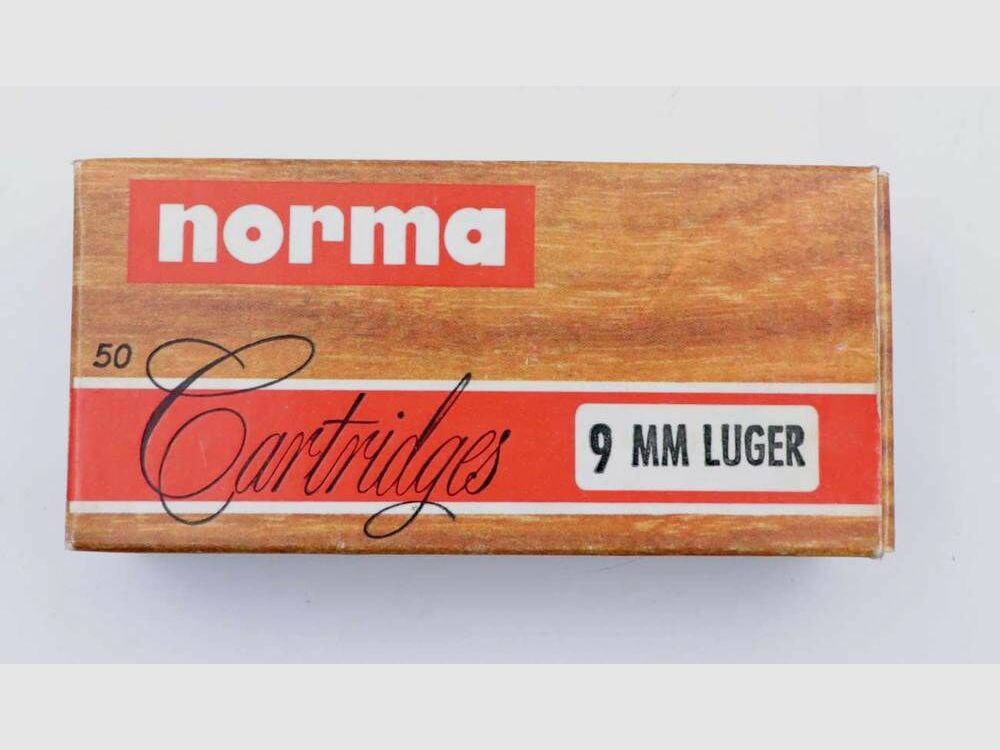 norma
50
Cartridges
9 MM LUGER